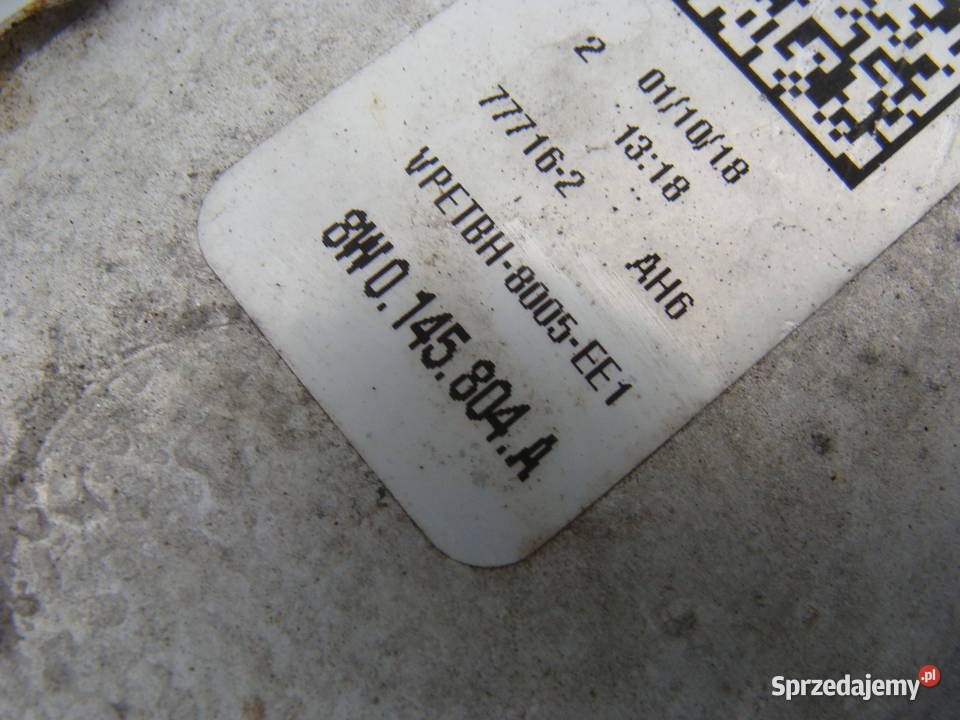 2 01/10/18
77716-2 13:18
VPETBH-8005-EE1 AH6
8W0.145.804.A
Sprzedajemy.pl